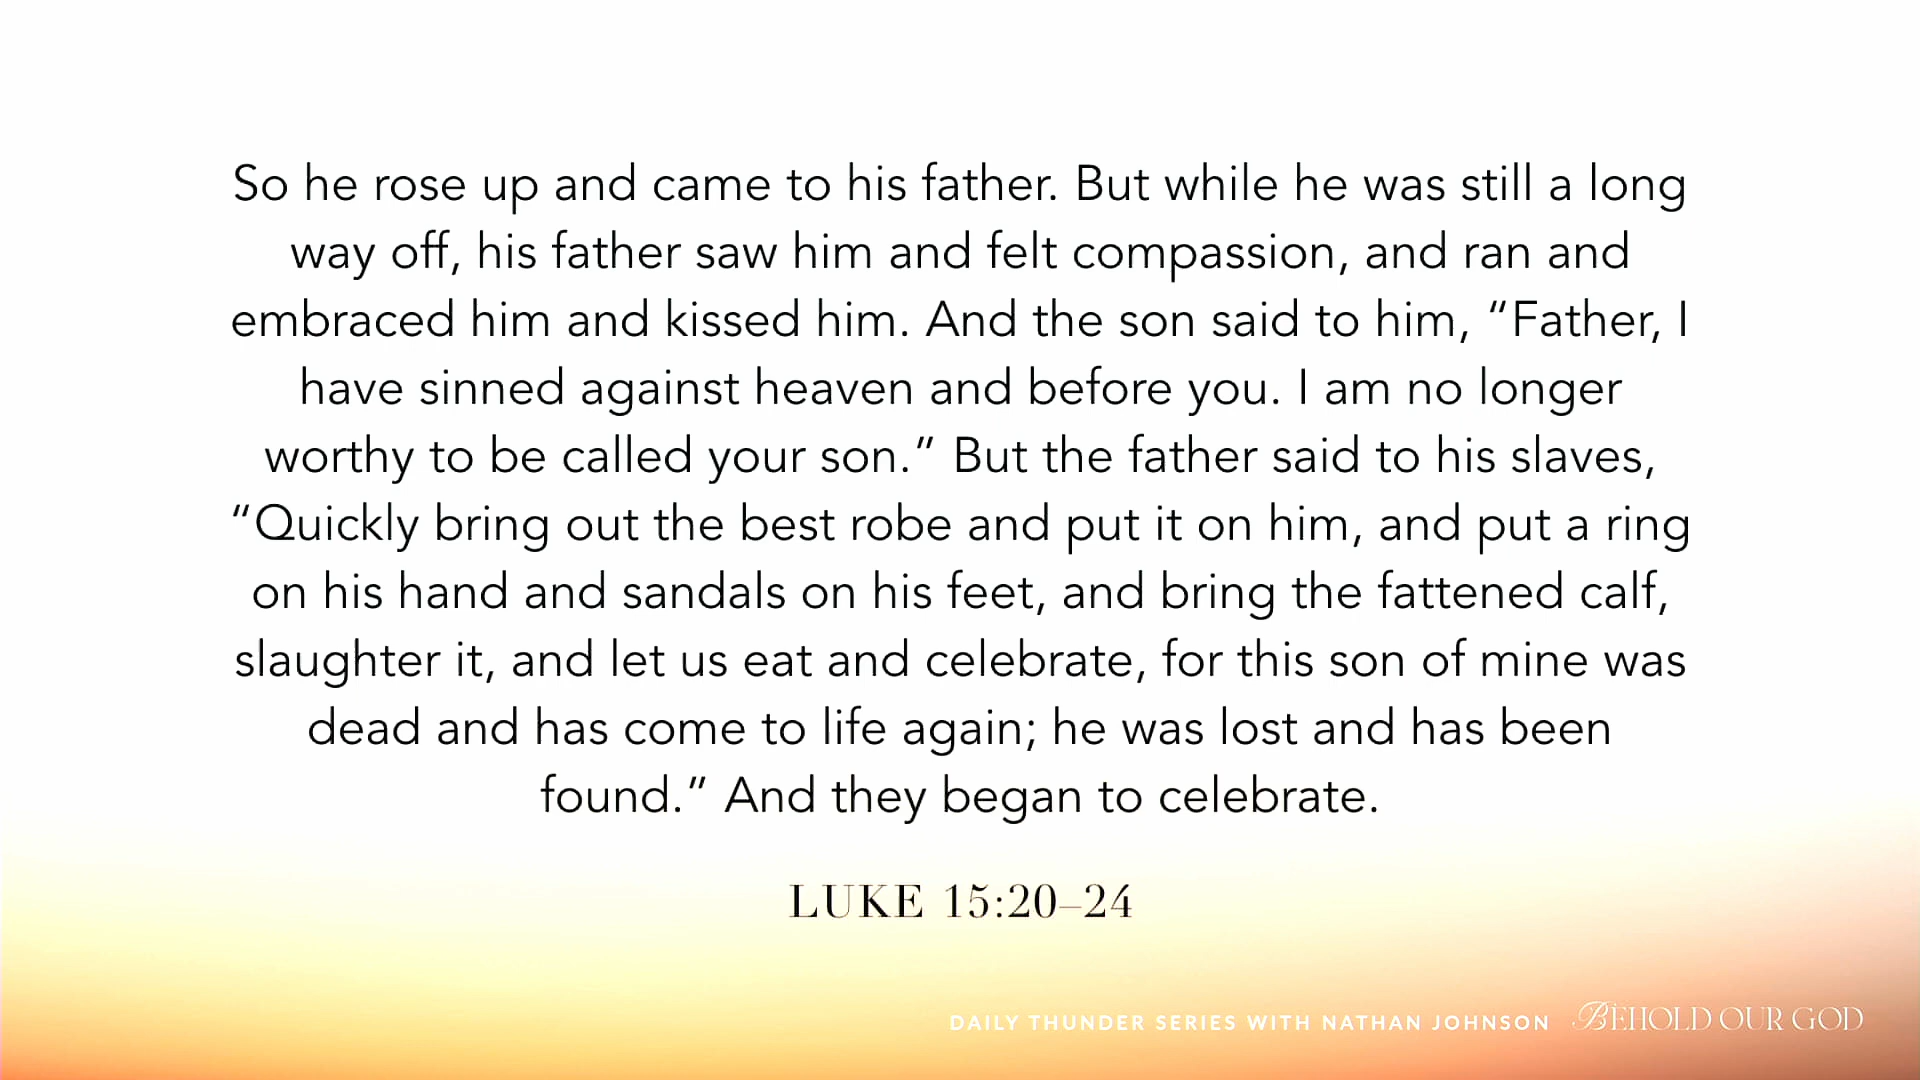 So he rose up and came to his father. But while he was still a long
way off, his father saw him and felt compassion, and ran and
embraced him and kissed him. And the son said to him, “Father, I
have sinned against heaven and before you. I am no longer
worthy to be called your son.” But the father said to his slaves,
“Quickly bring out the best robe and put it on him, and put a ring
on his hand and sandals on his feet, and bring the fattened calf,
slaughter it, and let us eat and celebrate, for this son of mine was
dead and has come to life again; he was lost and has been
found.” And they began to celebrate.
LUKE 15:20–24
DAILY THUNDER SERIES WITH NATHAN JOHNSON BEHOLD OUR GOD